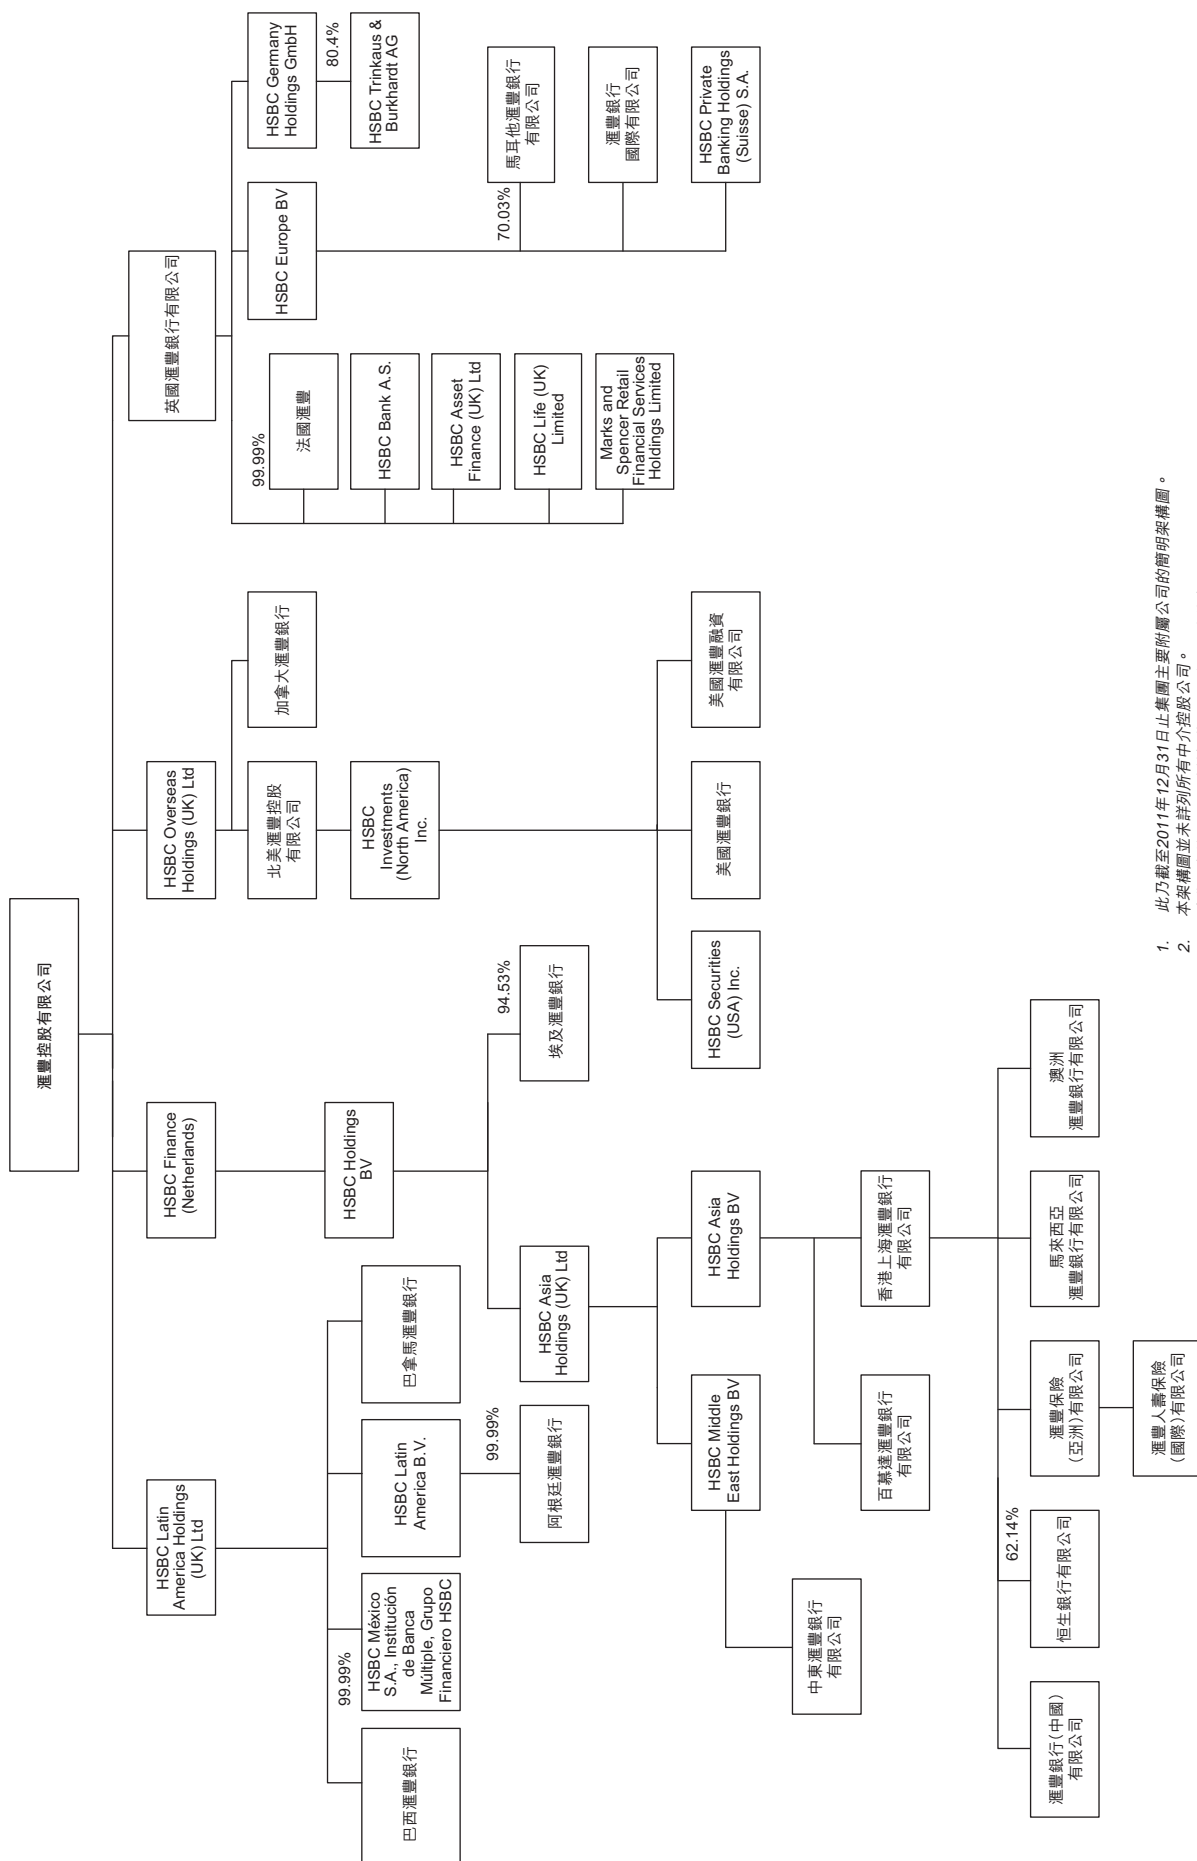 滙豐控股有限公司
HSBC Latin
America Holdings
(UK) Ltd
HSBC Finance
(Netherlands)
HSBC Overseas
Holdings (UK) Ltd
英國滙豐銀行有限公司
巴西滙豐銀行
99.99%
HSBC México
S.A., Institución
de Banca
Múltiple, Grupo
Financiero HSBC
HSBC Latin
America B.V.
巴拿馬滙豐銀行
99.99%
阿根廷滙豐銀行
HSBC Holdings
BV
HSBC Asia
Holdings (UK) Ltd
94.53%
埃及滙豐銀行
HSBC Middle
East Holdings BV
HSBC Asia
Holdings BV
中東滙豐銀行
有限公司
百慕達滙豐銀行
有限公司
香港上海滙豐銀行
有限公司
滙豐銀行(中國)
有限公司
62.14%
恒生銀行有限公司
滙豐保險
(亞洲)有限公司
馬來西亞
滙豐銀行有限公司
澳洲
滙豐銀行有限公司
滙豐人壽保險
(國際)有限公司
北美滙豐控股
有限公司
加拿大滙豐銀行
HSBC
Investments
(North America)
Inc.
HSBC Securities
(USA) Inc.
美國滙豐銀行
美國滙豐融資
有限公司
99.99%
法國滙豐
HSBC Bank A.S.
HSBC Asset
Finance (UK) Ltd
HSBC Life (UK)
Limited
Marks and
Spencer Retail
Financial Services
Holdings Limited
HSBC Europe BV
70.03%
馬耳他滙豐銀行
有限公司
滙豐銀行
國際有限公司
HSBC Private
Banking Holdings
(Suisse) S.A.
HSBC Germany
Holdings GmbH
80.4%
HSBC Trinkaus &
Burkhardt AG
1. 此乃截至2011年12月31日止集團主要附屬公司的簡明架構圖。
2. 本架構圖並未詳列所有中介控股公司。